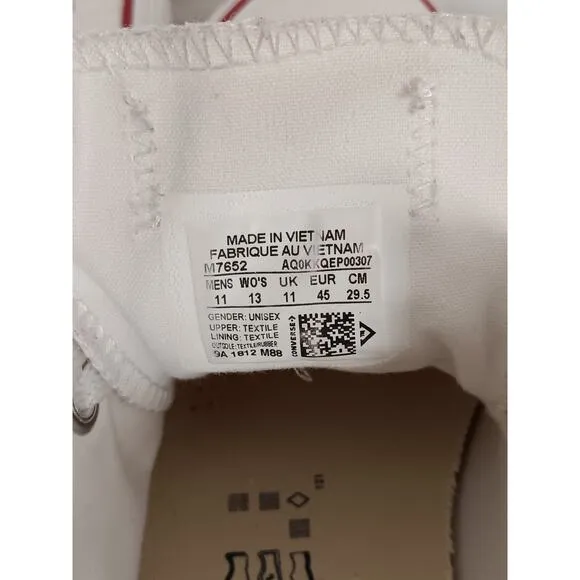 MADE IN VIETNAM
FABRIQUE AU VIETNAM
M7652 AQ0KKQEP00307
MENS WO'S UK EUR CM
11 13 11 45 29.5
GENDER: UNISEX
UPPER: TEXTILE
LINING: TEXTILE
OUTSOLE:TEXTILE/RUBBER
9A 1812 M88
CONVERSE